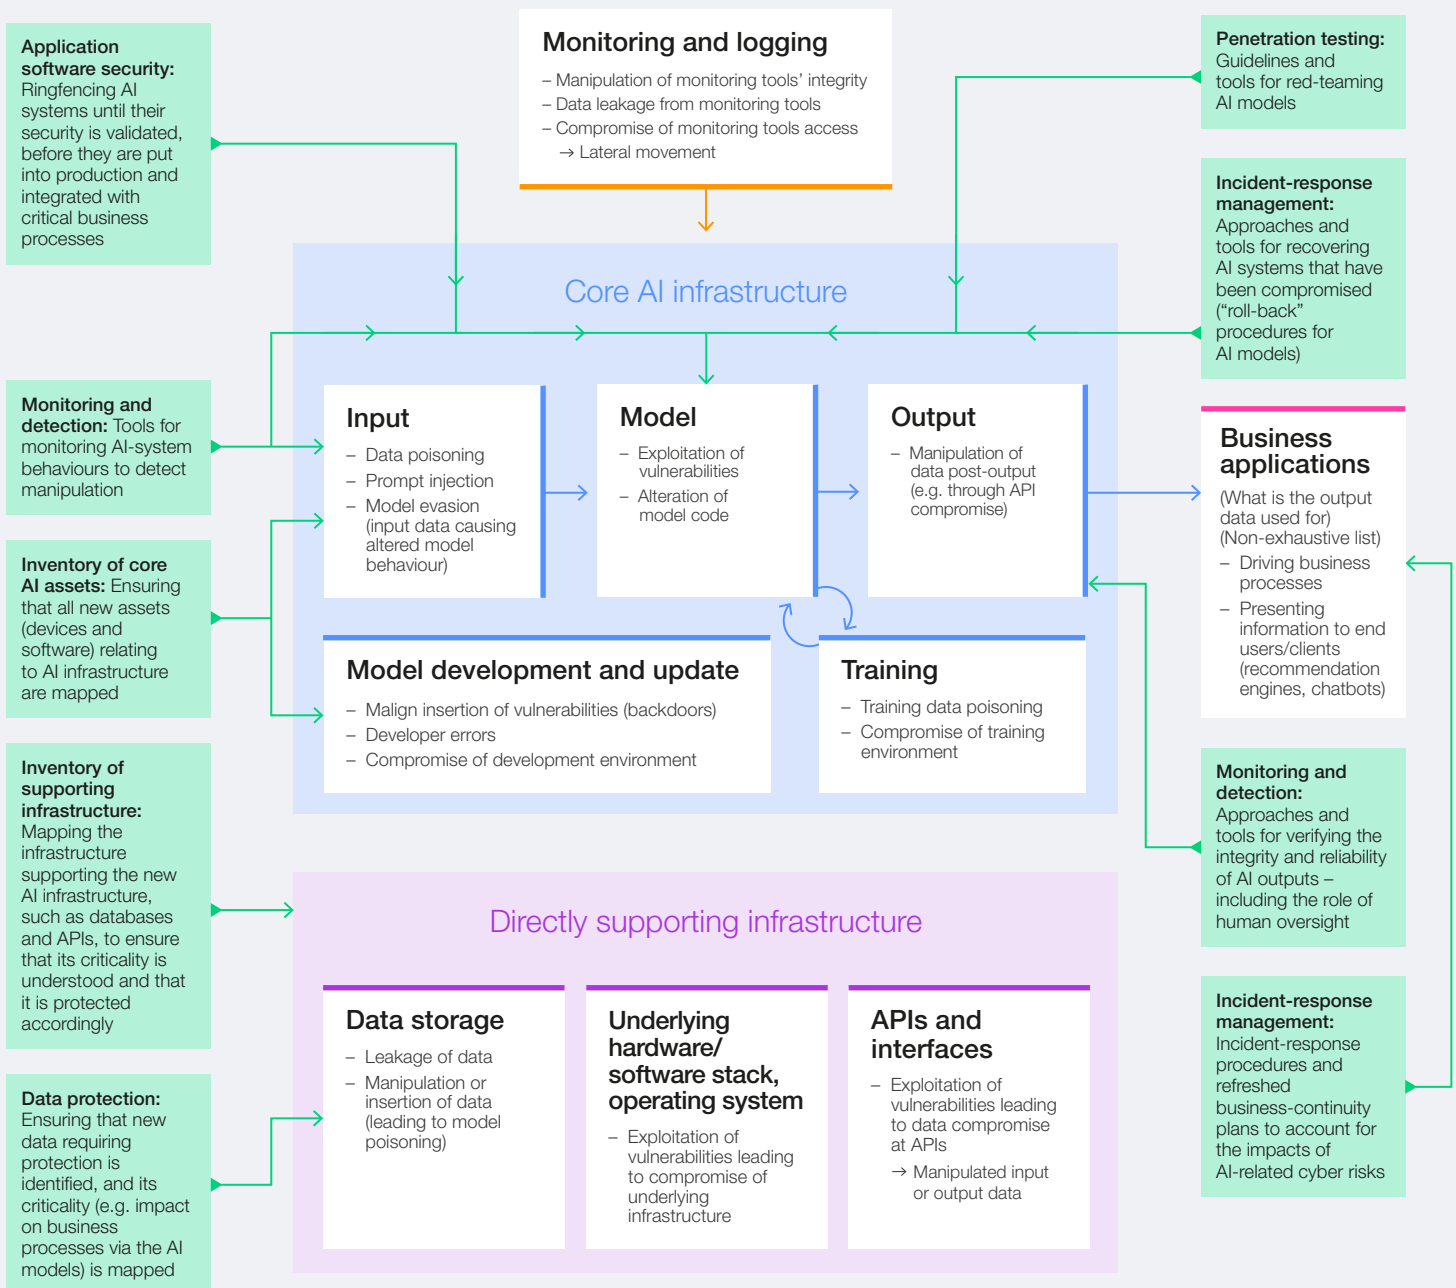 Application
software security:
Ringfencing AI
systems until their
security is validated,
before they are put
into production and
integrated with
critical business
processes
Monitoring and
detection: Tools for
monitoring AI-system
behaviours to detect
manipulation
Inventory of core
AI assets: Ensuring
that all new assets
(devices and
software) relating
to AI infrastructure
are mapped
Inventory of
supporting
infrastructure:
Mapping the
infrastructure
supporting the new
AI infrastructure,
such as databases
and APIs, to ensure
that its criticality is
understood and that
it is protected
accordingly
Data protection:
Ensuring that new
data requiring
protection is
identified, and its
criticality (e.g. impact
on business
processes via the AI
models) is mapped
Monitoring and logging
– Manipulation of monitoring tools’ integrity
– Data leakage from monitoring tools
– Compromise of monitoring tools access
→ Lateral movement
Core AI infrastructure
Input
– Data poisoning
– Prompt injection
– Model evasion
(input data causing
altered model
behaviour)
Model
– Exploitation of
vulnerabilities
– Alteration of
model code
Output
– Manipulation of
data post-output
(e.g. through API
compromise)
Model development and update
– Malign insertion of vulnerabilities (backdoors)
– Developer errors
– Compromise of development environment
Training
– Training data poisoning
– Compromise of training
environment
Directly supporting infrastructure
Data storage
– Leakage of data
– Manipulation or
insertion of data
(leading to model
poisoning)
Underlying
hardware/
software stack,
operating system
– Exploitation of
vulnerabilities leading
to compromise of
underlying
infrastructure
APIs and
interfaces
– Exploitation of
vulnerabilities leading
to data compromise
at APIs
→ Manipulated input
or output data
Penetration testing:
Guidelines and
tools for red-teaming
AI models
Incident-response
management:
Approaches and
tools for recovering
AI systems that have
been compromised
(“roll-back”
procedures for
AI models)
Business
applications
(What is the output
data used for)
(Non-exhaustive list)
– Driving business
processes
– Presenting
information to end
users/clients
(recommendation
engines, chatbots)
Monitoring and
detection:
Approaches and
tools for verifying the
integrity and reliability
of AI outputs –
including the role of
human oversight
Incident-response
management:
Incident-response
procedures and
refreshed
business-continuity
plans to account for
the impacts of
AI-related cyber risks